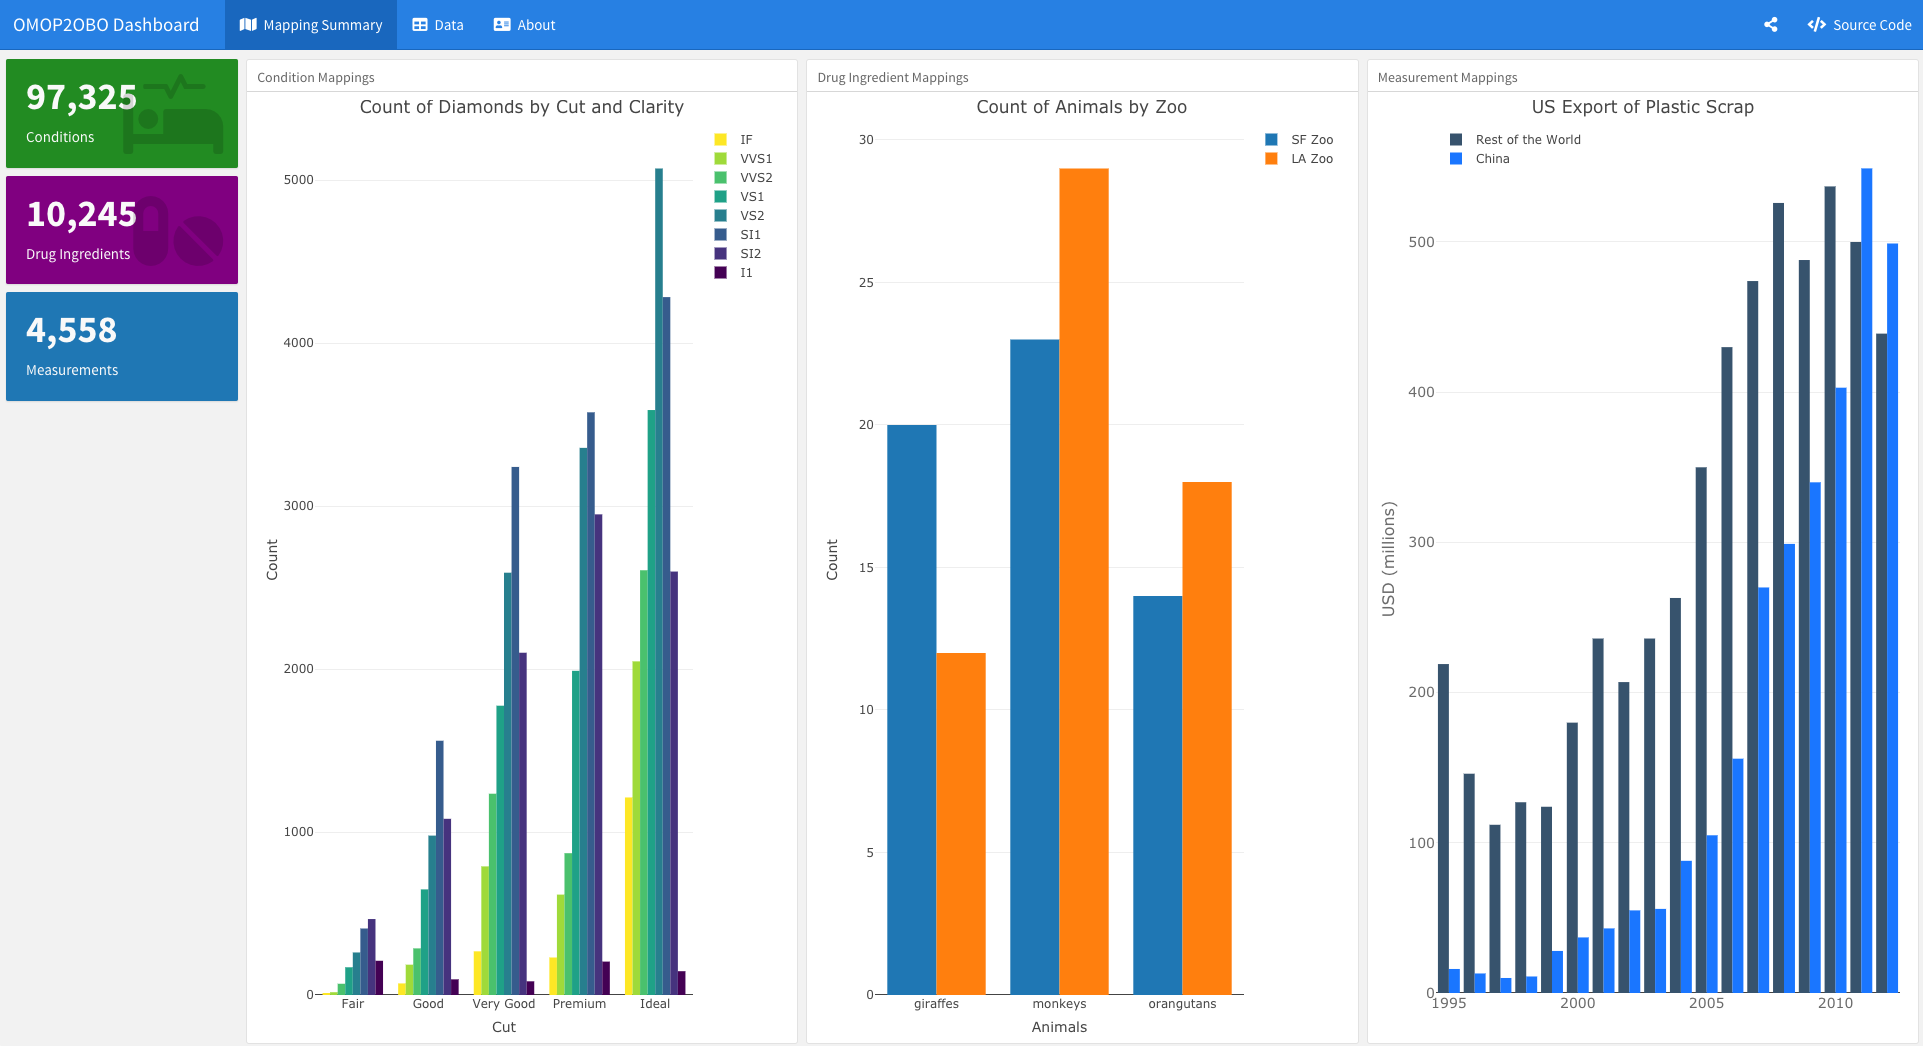 OMOP2OBO Dashboard
Mapping Summary
Data
About
Source Code
97,325
Conditions
10,245
Drug Ingredients
4,558
Measurements
Condition Mappings
Count of Diamonds by Cut and Clarity
IF
VVS1
VVS2
VS1
VS2
SI1
SI2
I1
5000
4000
3000
2000
1000
0
Count
Fair Good Very Good Premium Ideal
Cut
Drug Ingredient Mappings
Count of Animals by Zoo
SF Zoo
LA Zoo
30
25
20
15
10
5
0
Count
giraffes monkeys orangutans
Animals
Measurement Mappings
US Export of Plastic Scrap
Rest of the World
China
500
400
300
200
100
0
USD (millions)
1995 2000 2005 2010